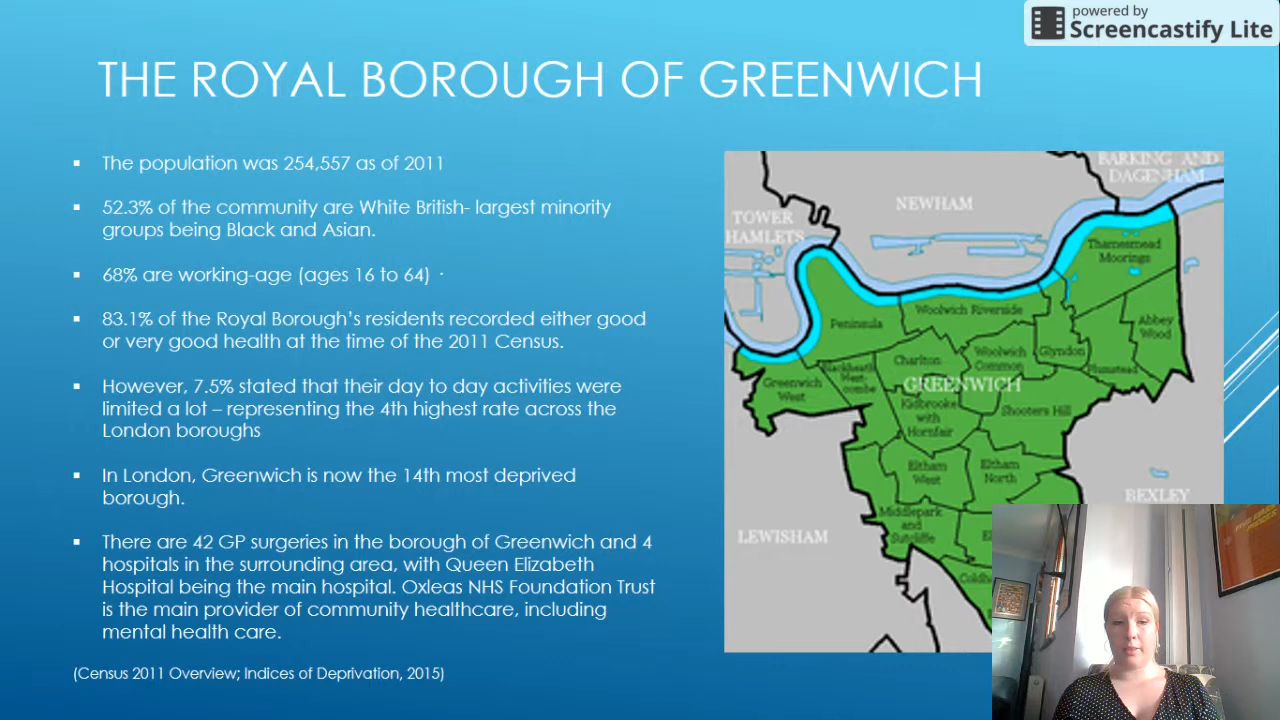 powered by
Screencastify Lite
THE ROYAL BOROUGH OF GREENWICH
▪ The population was 254,557 as of 2011
▪ 52.3% of the community are White British- largest minority
groups being Black and Asian.
▪ 68% are working-age (ages 16 to 64) ·
▪ 83.1% of the Royal Borough's residents recorded either good
or very good health at the time of the 2011 Census.
▪ However, 7.5% stated that their day to day activities were
limited a lot – representing the 4th highest rate across the
London boroughs
▪ In London, Greenwich is now the 14th most deprived
borough.
▪ There are 42 GP surgeries in the borough of Greenwich and 4
hospitals in the surrounding area, with Queen Elizabeth
Hospital being the main hospital. Oxleas NHS Foundation Trust
is the main provider of community healthcare, including
mental health care.
(Census 2011 Overview; Indices of Deprivation, 2015)
BARKING AND
DAGENHAM
NEWHAM
TOWER
HAMLETS
Thamesmead
Moorings
Woolwich Riverside
Peninsula
Abbey
Wood
Charlton
Woolwich
Common
Glyndon
Plumstead
Blackheath
West-
combe
Greenwich
West
GREENWICH
Kidbrooke
with
Hornfair
Shooters Hill
Eltham
West
Eltham
North
BEXLEY
Middlepark
and
Sutcliffe
LEWISHAM